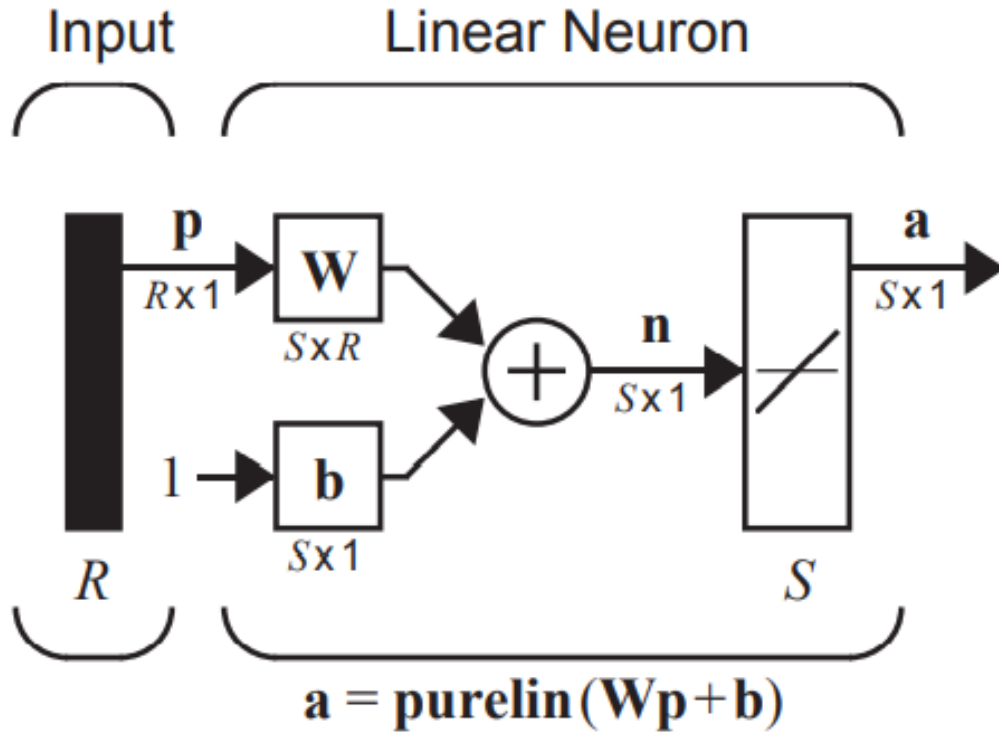 Input Linear Neuron
p a
R x 1 W S x 1
S x R n
+
S x 1
1 b
S x 1
R S
a = purelin (Wp + b)